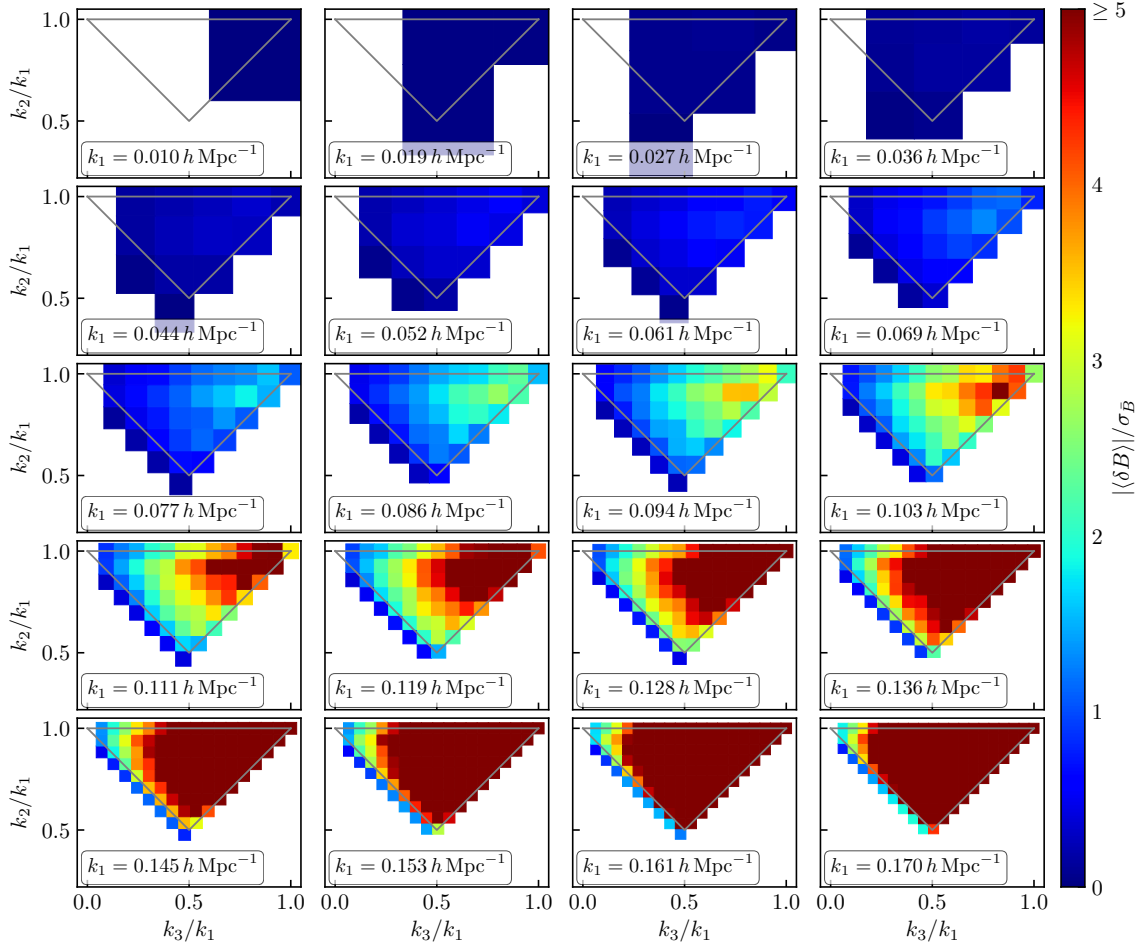 1.0
0.5
k₂/k₁
k₁ = 0.010 h Mpc⁻¹
k₁ = 0.019 h Mpc⁻¹
k₁ = 0.027 h Mpc⁻¹
k₁ = 0.036 h Mpc⁻¹
1.0
0.5
k₂/k₁
k₁ = 0.044 h Mpc⁻¹
k₁ = 0.052 h Mpc⁻¹
k₁ = 0.061 h Mpc⁻¹
k₁ = 0.069 h Mpc⁻¹
1.0
0.5
k₂/k₁
k₁ = 0.077 h Mpc⁻¹
k₁ = 0.086 h Mpc⁻¹
k₁ = 0.094 h Mpc⁻¹
k₁ = 0.103 h Mpc⁻¹
1.0
0.5
k₂/k₁
k₁ = 0.111 h Mpc⁻¹
k₁ = 0.119 h Mpc⁻¹
k₁ = 0.128 h Mpc⁻¹
k₁ = 0.136 h Mpc⁻¹
1.0
0.5
k₂/k₁
k₁ = 0.145 h Mpc⁻¹
k₁ = 0.153 h Mpc⁻¹
k₁ = 0.161 h Mpc⁻¹
k₁ = 0.170 h Mpc⁻¹
0.0 0.5 1.0
k₃/k₁
0.0 0.5 1.0
k₃/k₁
0.0 0.5 1.0
k₃/k₁
0.0 0.5 1.0
k₃/k₁
≥ 5
4
3
2
1
0
|⟨δB⟩|/σ_B